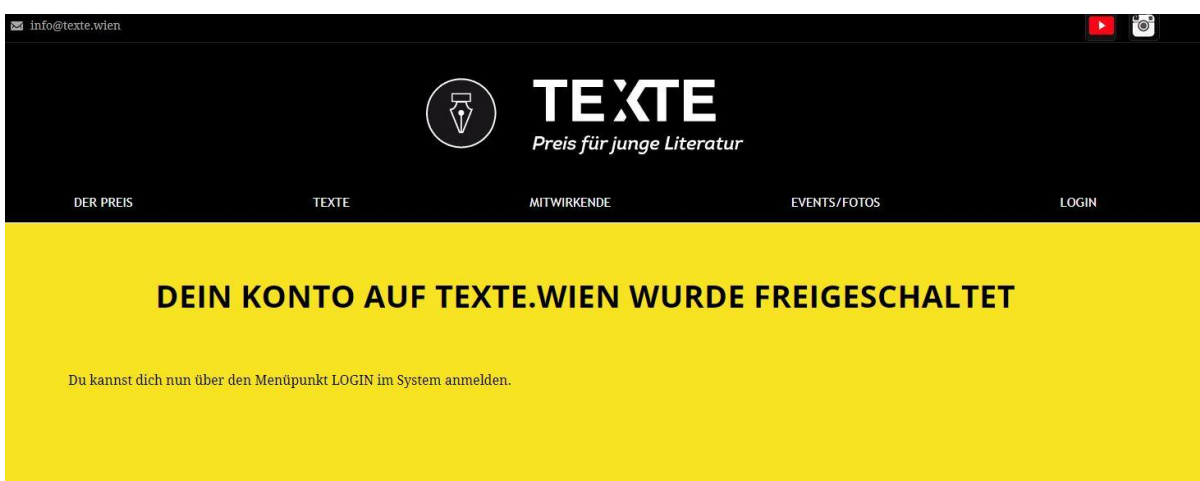 info@texte.wien
TEXTE
Preis für junge Literatur
DER PREIS TEXTE MITWIRKENDE EVENTS/FOTOS LOGIN
DEIN KONTO AUF TEXTE.WIEN WURDE FREIGESCHALTET
Du kannst dich nun über den Menüpunkt LOGIN im System anmelden.